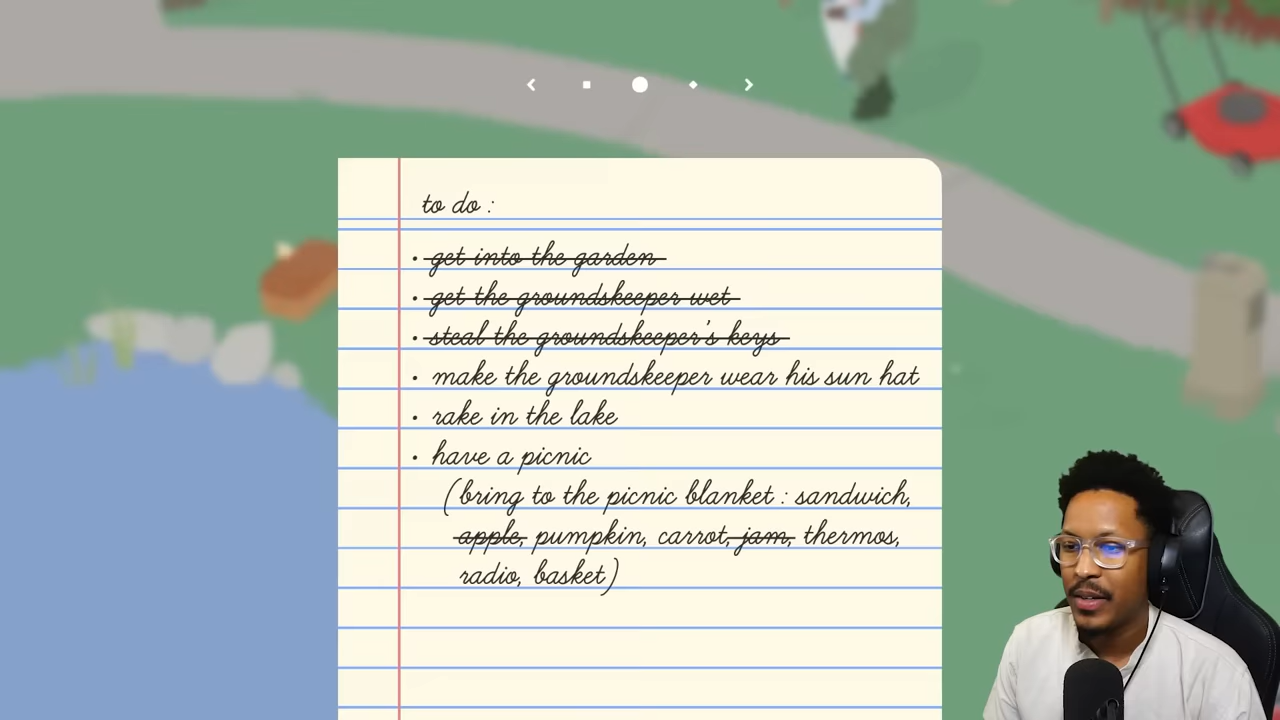 to do :
• get into the garden
• get the groundskeeper wet
• steal the groundskeeper's keys
• make the groundskeeper wear his sun hat
• rake in the lake
• have a picnic
(bring to the picnic blanket : sandwich,
apple, pumpkin, carrot, jam, thermos,
radio, basket)